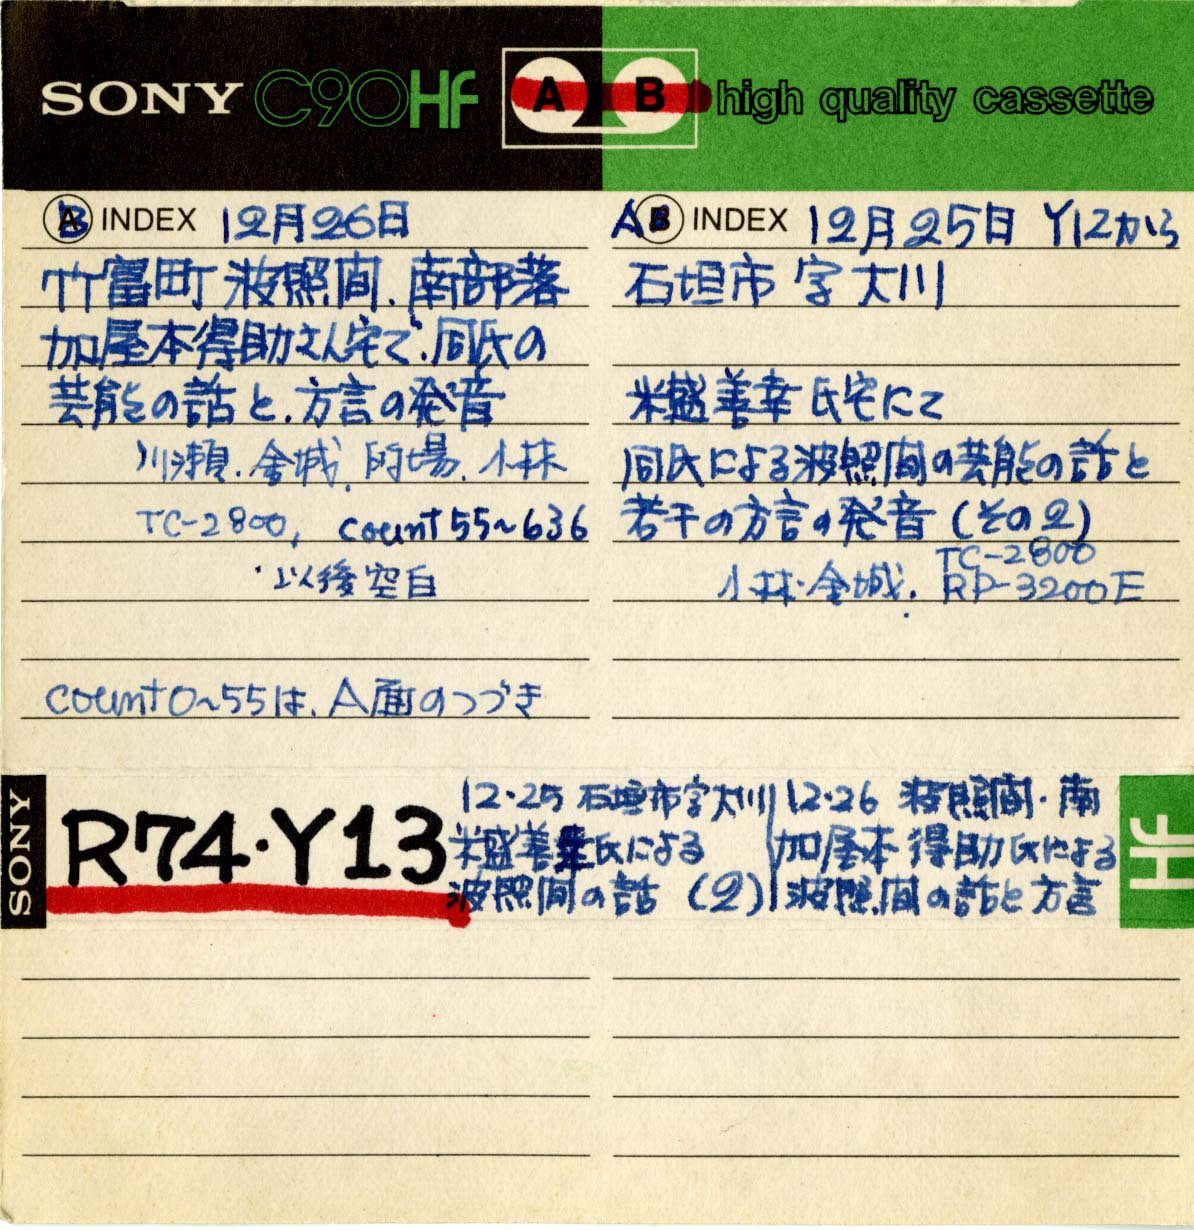 SONY C90Hf A B high quality cassette
B INDEX 12月26日
竹富町 波照間、南部落
加屋本得助さん宅で、同氏の
芸能の話と、方言の発音
川瀬、金城、的場、小林
TC-2800, count 55~636
以後空白
count 0~55は、A面のつづき
A INDEX 12月25日 Y12から
石垣市 字大川
米盛善幸氏宅にて
同氏による波照間の芸能の話と
若干の方言の発音 (その2)
TC-2800
小林・金城. RP-3200E
SONY
R74・Y13
12・25 石垣市字大川
米盛善幸氏による
波照間の話 (2)
12・26 波照間・南
加屋本得助氏による
波照間の話と方言
Hf